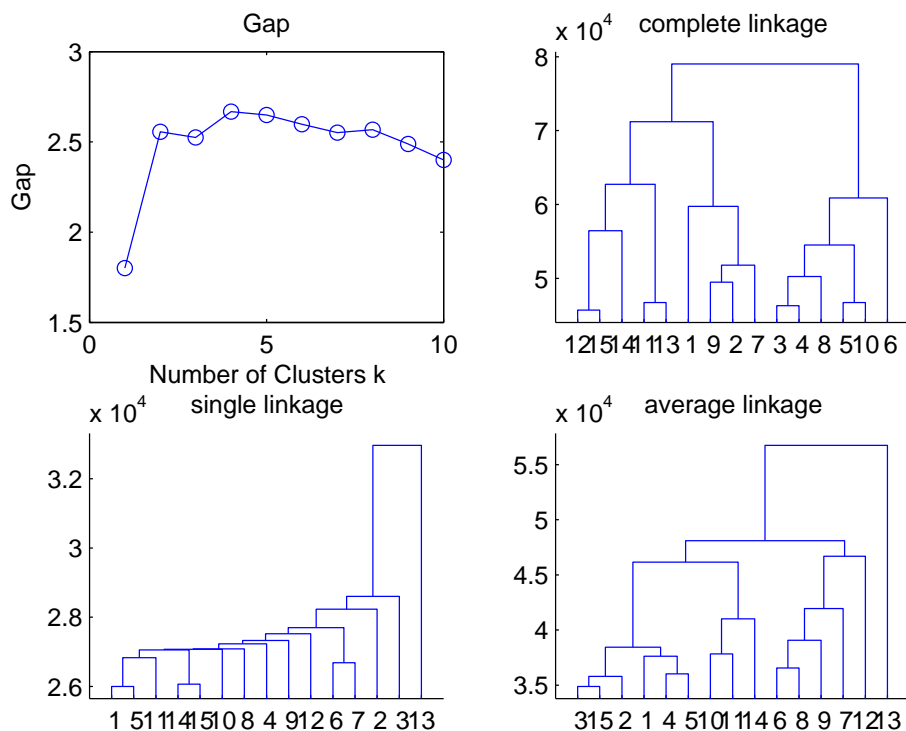 Gap
3
2.5
2
1.5
Gap
0
5
10
Number of Clusters k
complete linkage
x 10^4
8
7
6
5
12 15 14 11 13 1 9 2 7 3 4 8 5 10 6
single linkage
x 10^4
3.2
3
2.8
2.6
1 5 11 14 15 10 8 4 9 12 6 7 2 3 13
average linkage
x 10^4
5.5
5
4.5
4
3.5
3 15 2 1 4 5 10 11 14 6 8 9 7 12 13